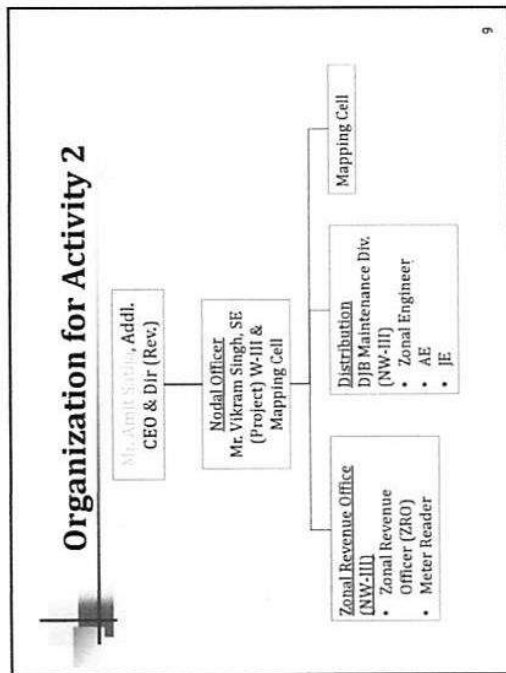 Organization for Activity 2
Mr. Amit Satija, Addl.
CEO & Dir (Rev.)
Nodal Officer
Mr. Vikram Singh, SE
(Project) W-III &
Mapping Cell
Zonal Revenue Office
(NW-III)
• Zonal Revenue
Officer (ZRO)
• Meter Reader
Distribution
DJB Maintenance Div.
(NW-III)
• Zonal Engineer
• AE
• JE
Mapping Cell
9